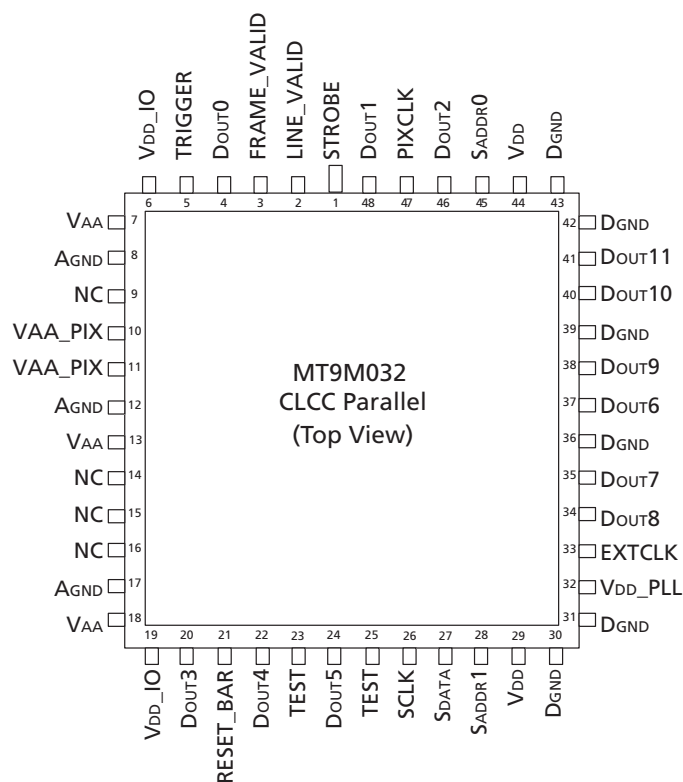 VDD_IO
TRIGGER
DOUT0
FRAME_VALID
LINE_VALID
STROBE
DOUT1
PIXCLK
DOUT2
SADDR0
VDD
DGND
6
5
4
3
2
1
48
47
46
45
44
43
VAA 7
AGND 8
NC 9
VAA_PIX 10
VAA_PIX 11
AGND 12
VAA 13
NC 14
NC 15
NC 16
AGND 17
VAA 18
MT9M032
CLCC Parallel
(Top View)
42 DGND
41 DOUT11
40 DOUT10
39 DGND
38 DOUT9
37 DOUT6
36 DGND
35 DOUT7
34 DOUT8
33 EXTCLK
32 VDD_PLL
31 DGND
19
20
21
22
23
24
25
26
27
28
29
30
VDD_IO
DOUT3
RESET_BAR
DOUT4
TEST
DOUT5
TEST
SCLK
SDATA
SADDR1
VDD
DGND